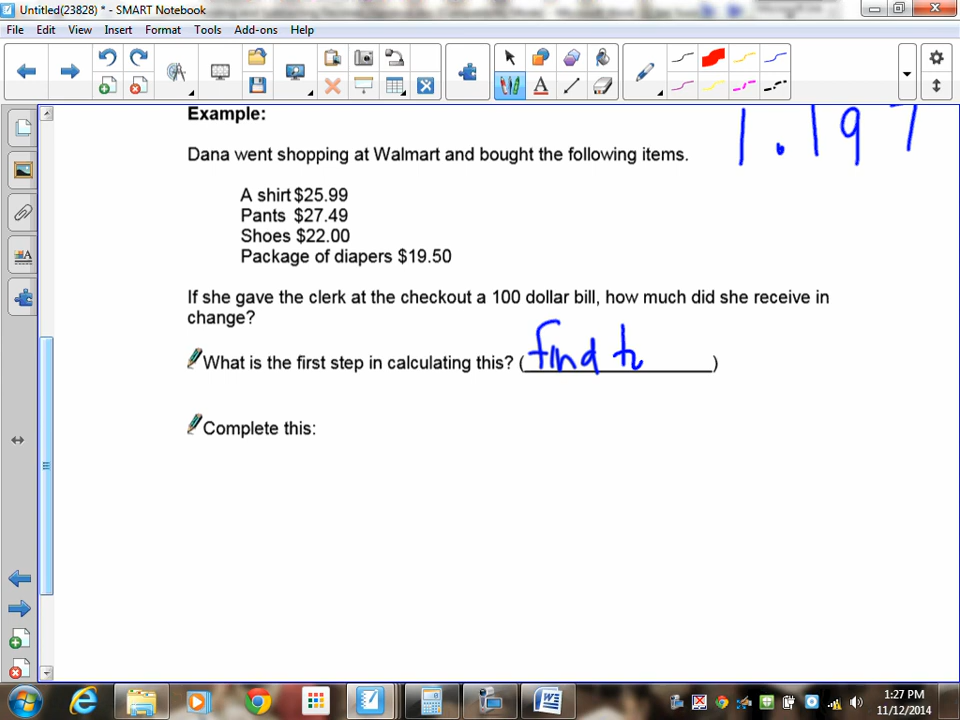 Untitled(23828) * - SMART Notebook
File Edit View Insert Format Tools Add-ons Help
Example:
1.197
Dana went shopping at Walmart and bought the following items.
A shirt $25.99
Pants $27.49
Shoes $22.00
Package of diapers $19.50
If she gave the clerk at the checkout a 100 dollar bill, how much did she receive in
change?
What is the first step in calculating this? (find to_______)
Complete this:
1:27 PM
11/12/2014